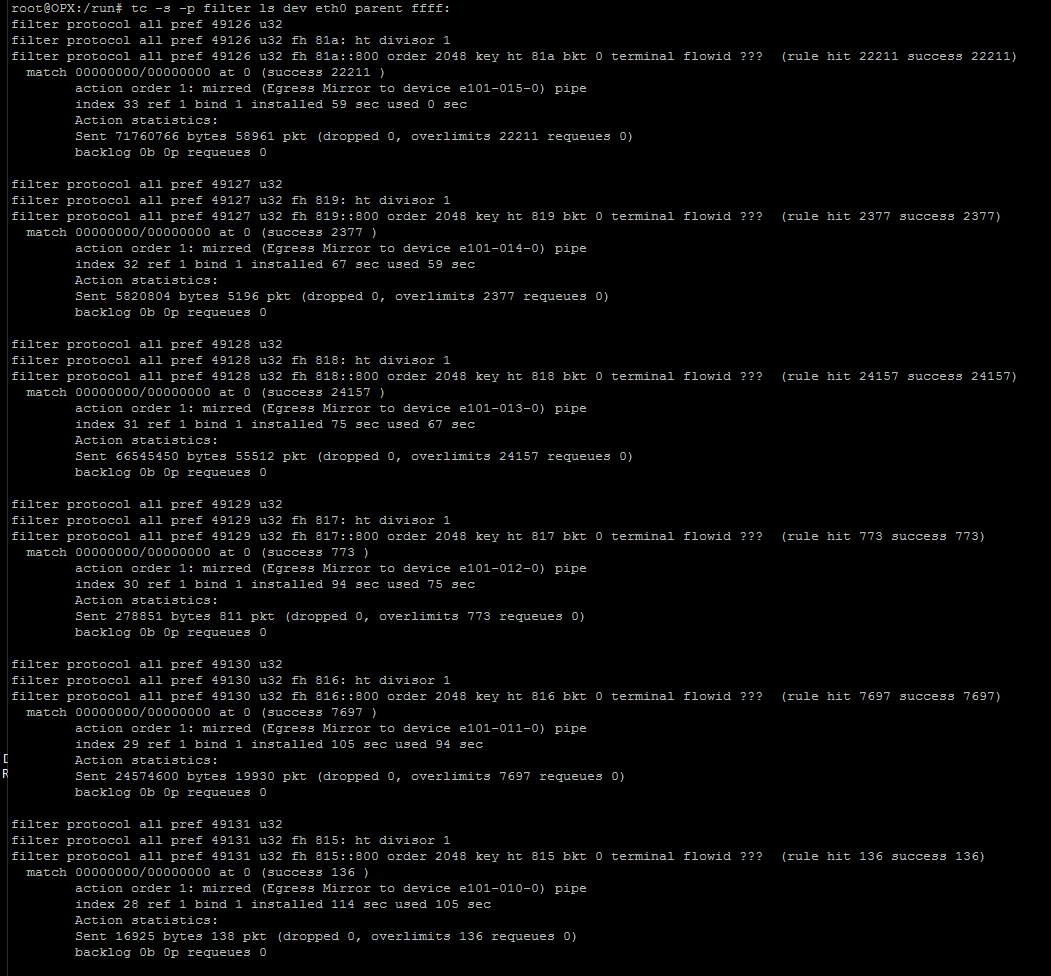 root@OPX:/run# tc -s -p filter ls dev eth0 parent ffff:
filter protocol all pref 49126 u32
filter protocol all pref 49126 u32 fh 81a: ht divisor 1
filter protocol all pref 49126 u32 fh 81a::800 order 2048 key ht 81a bkt 0 terminal flowid ???  (rule hit 22211 success 22211)
  match 00000000/00000000 at 0 (success 22211 )
        action order 1: mirred (Egress Mirror to device e101-015-0) pipe
        index 33 ref 1 bind 1 installed 59 sec used 0 sec
        Action statistics:
        Sent 71760766 bytes 58961 pkt (dropped 0, overlimits 22211 requeues 0)
        backlog 0b 0p requeues 0

filter protocol all pref 49127 u32
filter protocol all pref 49127 u32 fh 819: ht divisor 1
filter protocol all pref 49127 u32 fh 819::800 order 2048 key ht 819 bkt 0 terminal flowid ???  (rule hit 2377 success 2377)
  match 00000000/00000000 at 0 (success 2377 )
        action order 1: mirred (Egress Mirror to device e101-014-0) pipe
        index 32 ref 1 bind 1 installed 67 sec used 59 sec
        Action statistics:
        Sent 5820804 bytes 5196 pkt (dropped 0, overlimits 2377 requeues 0)
        backlog 0b 0p requeues 0

filter protocol all pref 49128 u32
filter protocol all pref 49128 u32 fh 818: ht divisor 1
filter protocol all pref 49128 u32 fh 818::800 order 2048 key ht 818 bkt 0 terminal flowid ???  (rule hit 24157 success 24157)
  match 00000000/00000000 at 0 (success 24157 )
        action order 1: mirred (Egress Mirror to device e101-013-0) pipe
        index 31 ref 1 bind 1 installed 75 sec used 67 sec
        Action statistics:
        Sent 66545450 bytes 55512 pkt (dropped 0, overlimits 24157 requeues 0)
        backlog 0b 0p requeues 0

filter protocol all pref 49129 u32
filter protocol all pref 49129 u32 fh 817: ht divisor 1
filter protocol all pref 49129 u32 fh 817::800 order 2048 key ht 817 bkt 0 terminal flowid ???  (rule hit 773 success 773)
  match 00000000/00000000 at 0 (success 773 )
        action order 1: mirred (Egress Mirror to device e101-012-0) pipe
        index 30 ref 1 bind 1 installed 94 sec used 75 sec
        Action statistics:
        Sent 278851 bytes 811 pkt (dropped 0, overlimits 773 requeues 0)
        backlog 0b 0p requeues 0

filter protocol all pref 49130 u32
filter protocol all pref 49130 u32 fh 816: ht divisor 1
filter protocol all pref 49130 u32 fh 816::800 order 2048 key ht 816 bkt 0 terminal flowid ???  (rule hit 7697 success 7697)
  match 00000000/00000000 at 0 (success 7697 )
        action order 1: mirred (Egress Mirror to device e101-011-0) pipe
        index 29 ref 1 bind 1 installed 105 sec used 94 sec
        Action statistics:
        Sent 24574600 bytes 19930 pkt (dropped 0, overlimits 7697 requeues 0)
        backlog 0b 0p requeues 0

filter protocol all pref 49131 u32
filter protocol all pref 49131 u32 fh 815: ht divisor 1
filter protocol all pref 49131 u32 fh 815::800 order 2048 key ht 815 bkt 0 terminal flowid ???  (rule hit 136 success 136)
  match 00000000/00000000 at 0 (success 136 )
        action order 1: mirred (Egress Mirror to device e101-010-0) pipe
        index 28 ref 1 bind 1 installed 114 sec used 105 sec
        Action statistics:
        Sent 16925 bytes 138 pkt (dropped 0, overlimits 136 requeues 0)
        backlog 0b 0p requeues 0